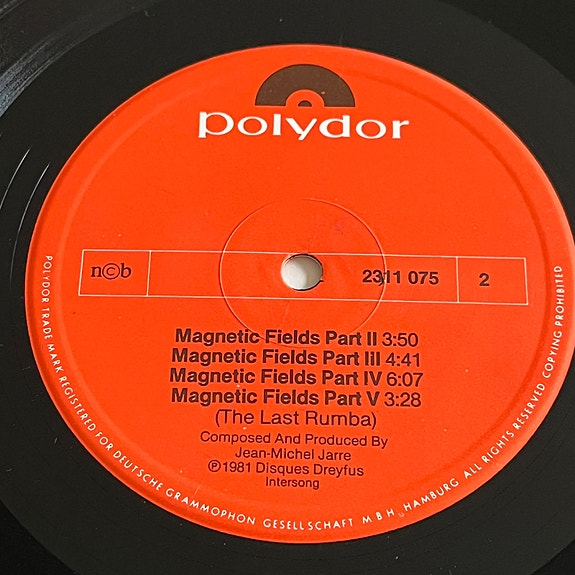 polydor
n©b 2311 075 2
Magnetic Fields Part II 3:50
Magnetic Fields Part III 4:41
Magnetic Fields Part IV 6:07
Magnetic Fields Part V 3:28
(The Last Rumba)
Composed And Produced By
Jean-Michel Jarre
℗ 1981 Disques Dreyfus
Intersong
POLYDOR TRADE MARK REGISTERED FOR DEUTSCHE GRAMMOPHON GESELLSCHAFT M B H, HAMBURG ALL RIGHTS RESERVED COPYING PROHIBITED